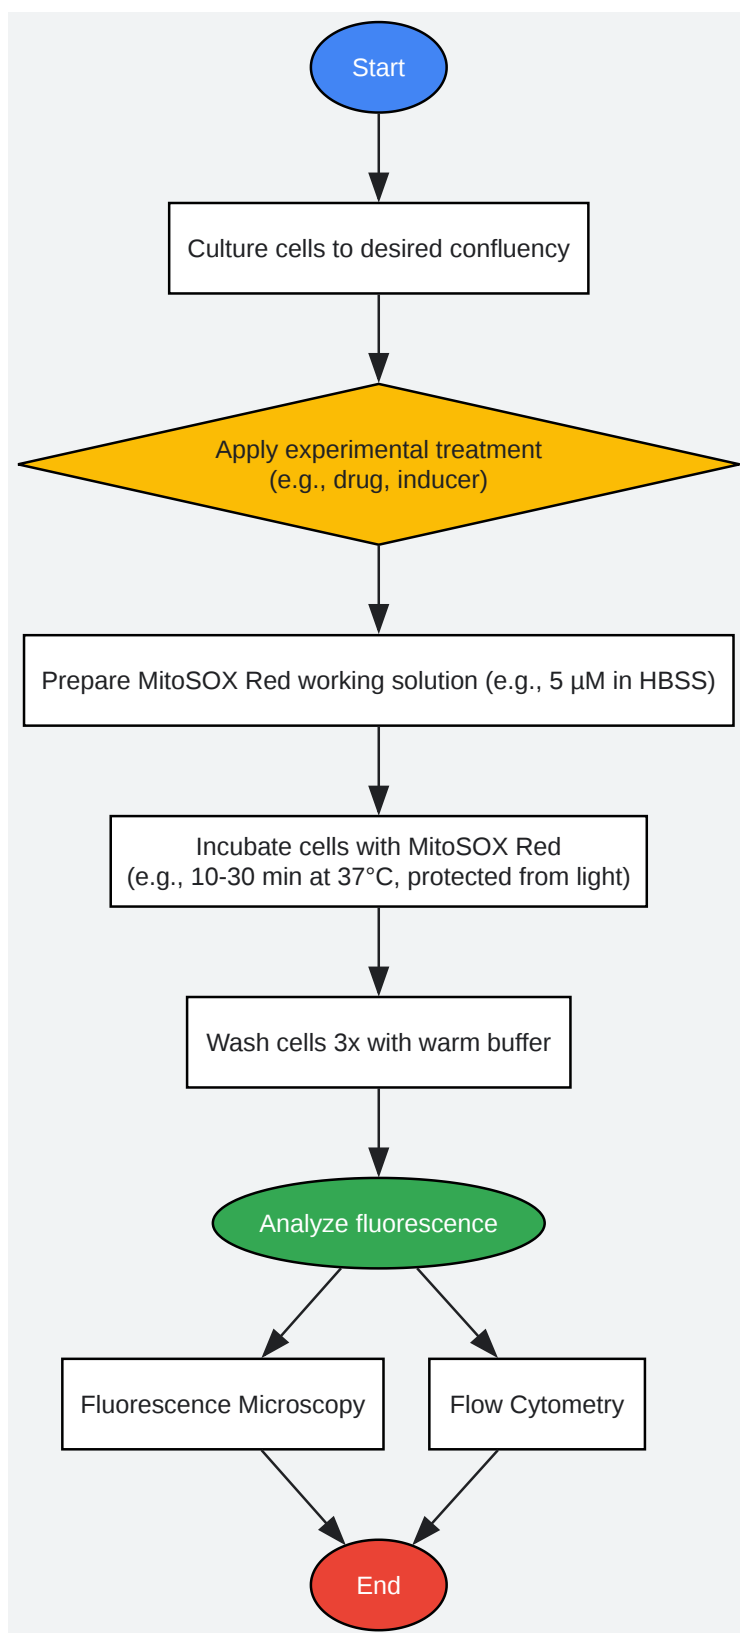 Start
Culture cells to desired confluency
Apply experimental treatment
(e.g., drug, inducer)
Prepare MitoSOX Red working solution (e.g., 5 µM in HBSS)
Incubate cells with MitoSOX Red
(e.g., 10-30 min at 37°C, protected from light)
Wash cells 3x with warm buffer
Analyze fluorescence
Fluorescence Microscopy
Flow Cytometry
End